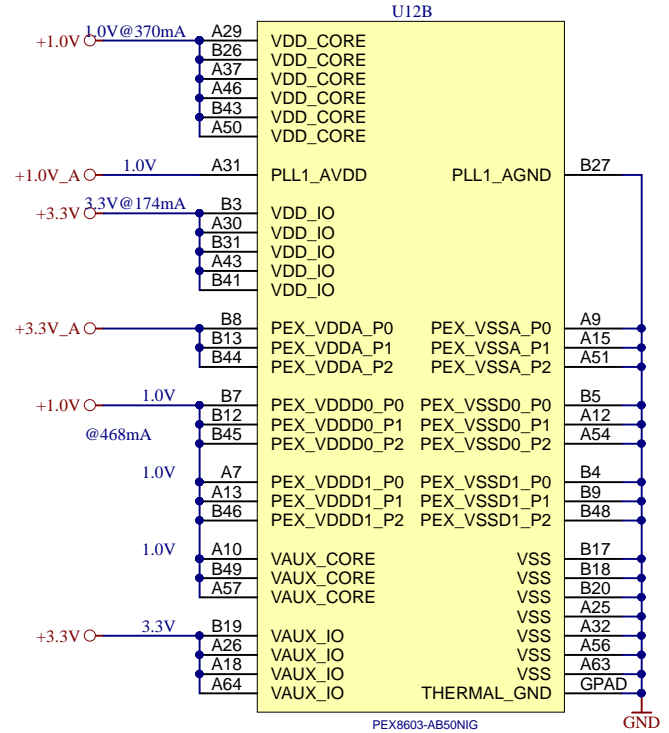 U12B
+1.0V 1.0V@370mA A29 VDD_CORE
B26 VDD_CORE
A37 VDD_CORE
A46 VDD_CORE
B43 VDD_CORE
A50 VDD_CORE
+1.0V_A 1.0V A31 PLL1_AVDD PLL1_AGND B27
+3.3V 3.3V@174mA B3 VDD_IO
A30 VDD_IO
B31 VDD_IO
A43 VDD_IO
B41 VDD_IO
+3.3V_A B8 PEX_VDDA_P0 PEX_VSSA_P0 A9
B13 PEX_VDDA_P1 PEX_VSSA_P1 A15
B44 PEX_VDDA_P2 PEX_VSSA_P2 A51
+1.0V 1.0V B7 PEX_VDDD0_P0 PEX_VSSD0_P0 B5
B12 PEX_VDDD0_P1 PEX_VSSD0_P1 A12
@468mA B45 PEX_VDDD0_P2 PEX_VSSD0_P2 A54
1.0V A7 PEX_VDDD1_P0 PEX_VSSD1_P0 B4
A13 PEX_VDDD1_P1 PEX_VSSD1_P1 B9
B46 PEX_VDDD1_P2 PEX_VSSD1_P2 B48
1.0V A10 VAUX_CORE VSS B17
B49 VAUX_CORE VSS B18
A57 VAUX_CORE VSS B20
VSS A25
+3.3V 3.3V B19 VAUX_IO VSS A32
A26 VAUX_IO VSS A56
A18 VAUX_IO VSS A63
A64 VAUX_IO THERMAL_GND GPAD
PEX8603-AB50NIG
GND